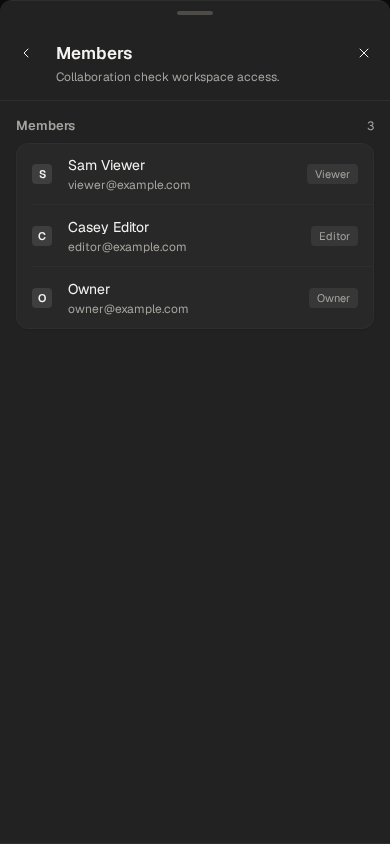 Members
Collaboration check workspace access.
Members 3
S Sam Viewer Viewer
viewer@example.com
C Casey Editor Editor
editor@example.com
O Owner Owner
owner@example.com